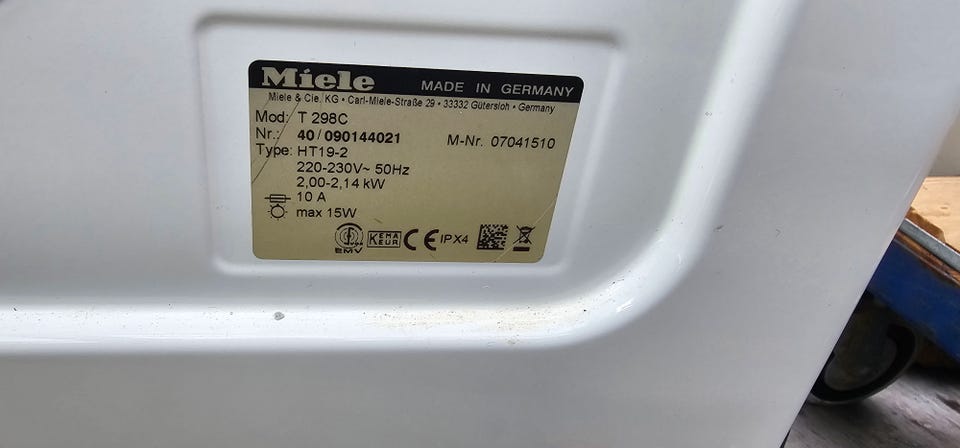 Miele MADE IN GERMANY
Miele & Cie. KG • Carl-Miele-Straße 29 • 33332 Gütersloh • Germany
Mod: T 298C
Nr.: 40/090144021 M-Nr. 07041510
Type: HT19-2
220-230V~ 50Hz
2,00-2,14 kW
10 A
max 15W
EMV KEMA KEUR CE IPX4